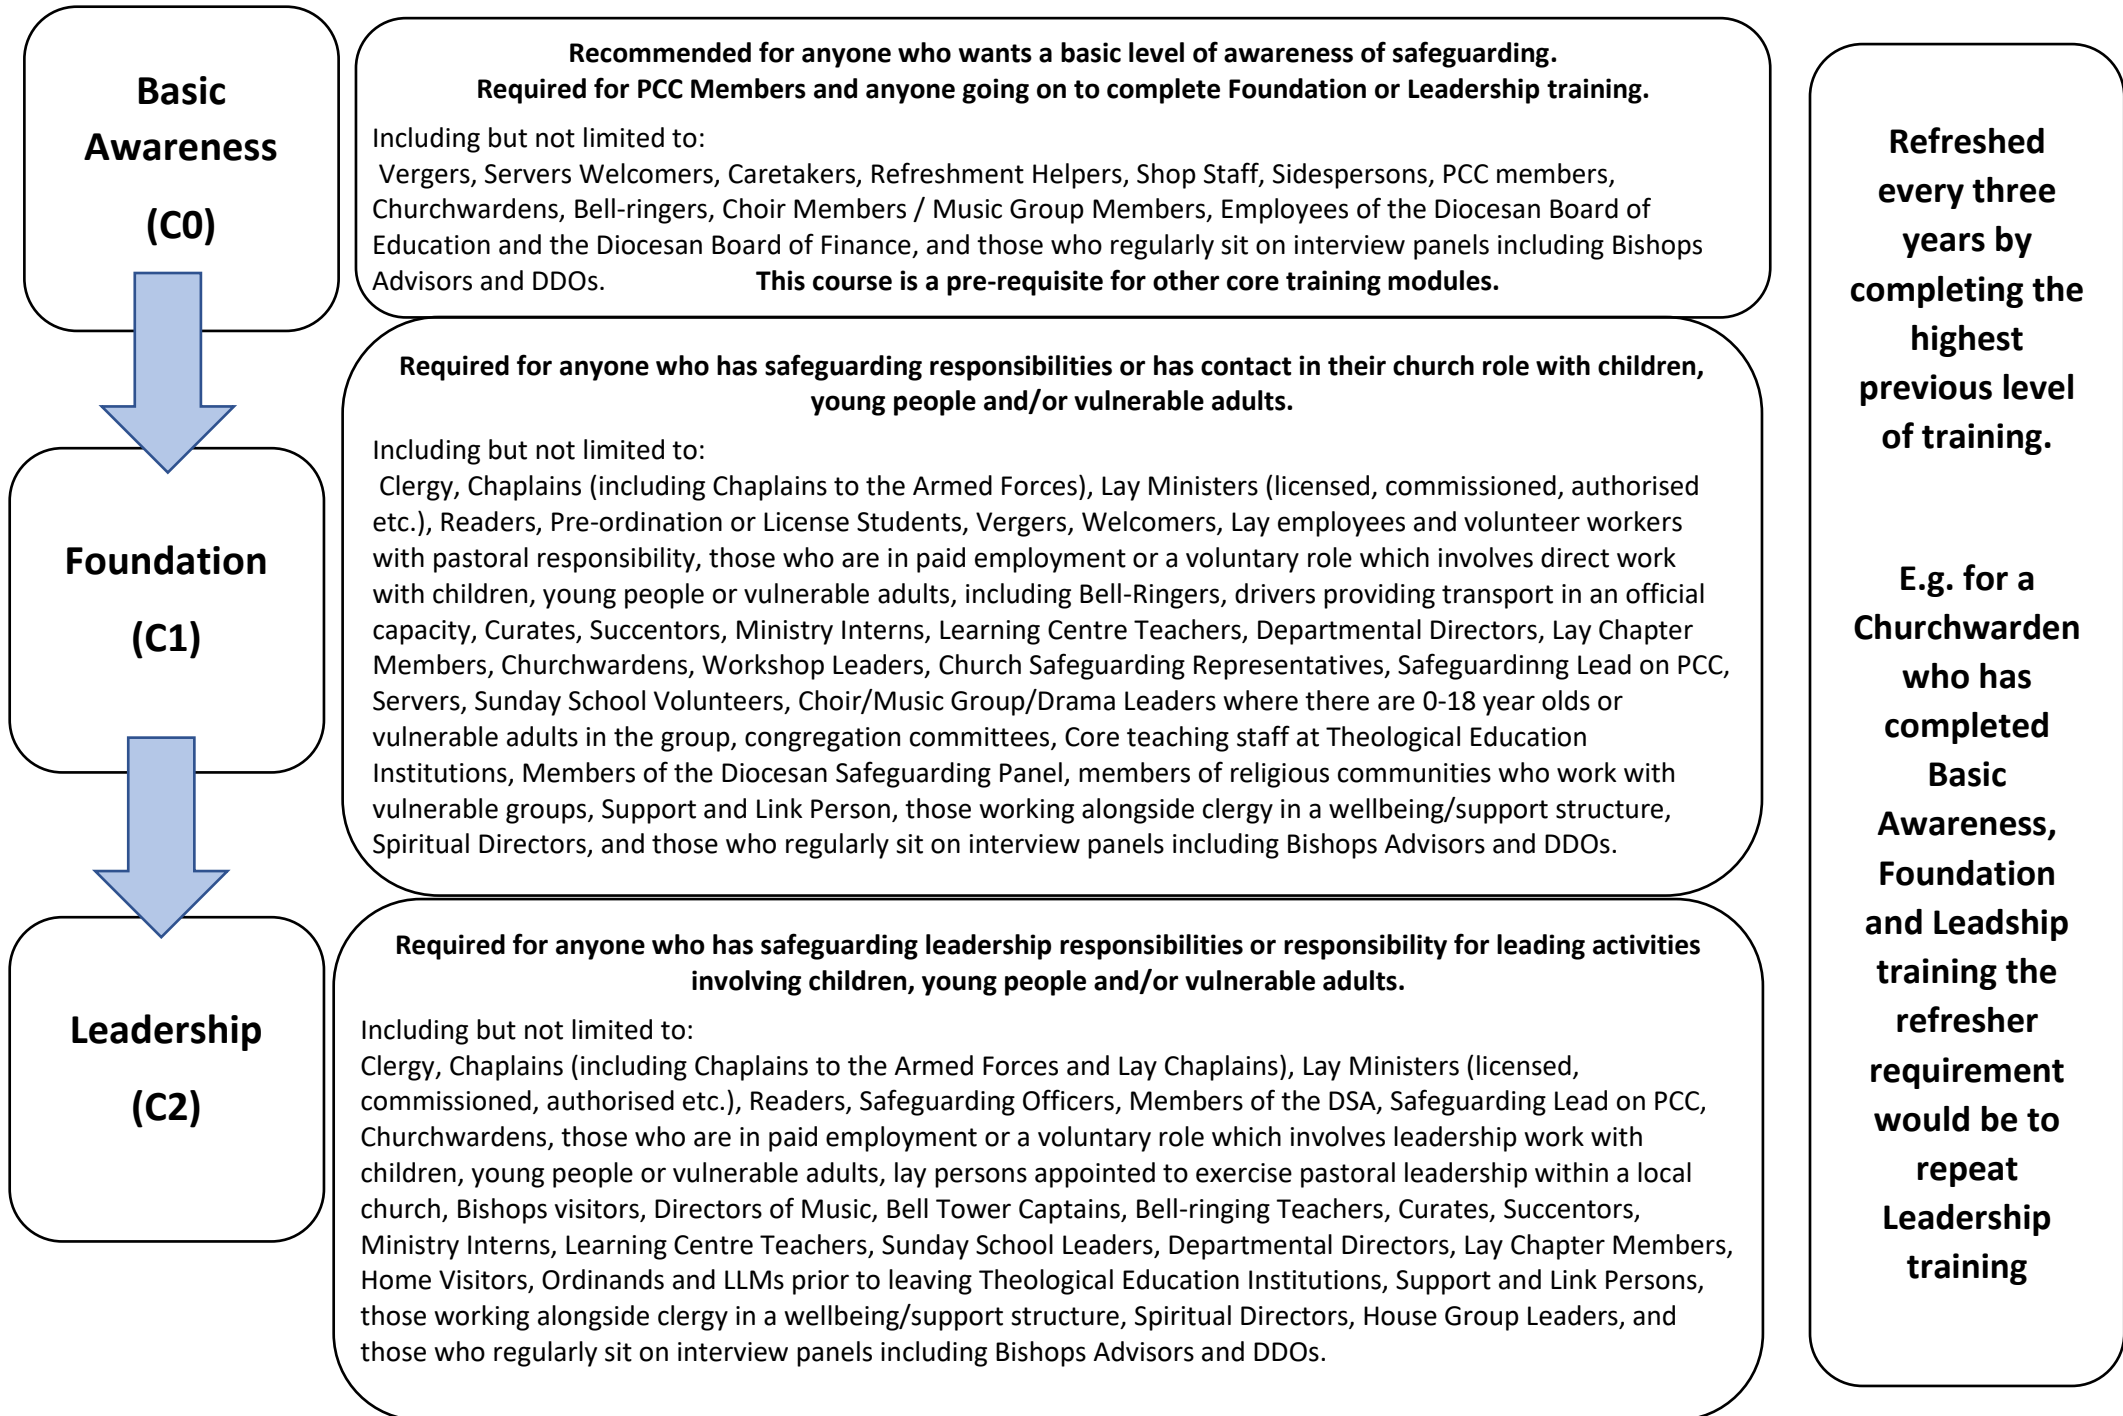 Basic
Awareness
(C0)
Recommended for anyone who wants a basic level of awareness of safeguarding.
Required for PCC Members and anyone going on to complete Foundation or Leadership training.
Including but not limited to:
Vergers, Servers Welcomers, Caretakers, Refreshment Helpers, Shop Staff, Sidespersons, PCC members,
Churchwardens, Bell-ringers, Choir Members / Music Group Members, Employees of the Diocesan Board of
Education and the Diocesan Board of Finance, and those who regularly sit on interview panels including Bishops
Advisors and DDOs. This course is a pre-requisite for other core training modules.
Foundation
(C1)
Required for anyone who has safeguarding responsibilities or has contact in their church role with children,
young people and/or vulnerable adults.
Including but not limited to:
Clergy, Chaplains (including Chaplains to the Armed Forces), Lay Ministers (licensed, commissioned, authorised
etc.), Readers, Pre-ordination or License Students, Vergers, Welcomers, Lay employees and volunteer workers
with pastoral responsibility, those who are in paid employment or a voluntary role which involves direct work
with children, young people or vulnerable adults, including Bell-Ringers, drivers providing transport in an official
capacity, Curates, Succentors, Ministry Interns, Learning Centre Teachers, Departmental Directors, Lay Chapter
Members, Churchwardens, Workshop Leaders, Church Safeguarding Representatives, Safeguardinng Lead on PCC,
Servers, Sunday School Volunteers, Choir/Music Group/Drama Leaders where there are 0-18 year olds or
vulnerable adults in the group, congregation committees, Core teaching staff at Theological Education
Institutions, Members of the Diocesan Safeguarding Panel, members of religious communities who work with
vulnerable groups, Support and Link Person, those working alongside clergy in a wellbeing/support structure,
Spiritual Directors, and those who regularly sit on interview panels including Bishops Advisors and DDOs.
Leadership
(C2)
Required for anyone who has safeguarding leadership responsibilities or responsibility for leading activities
involving children, young people and/or vulnerable adults.
Including but not limited to:
Clergy, Chaplains (including Chaplains to the Armed Forces and Lay Chaplains), Lay Ministers (licensed,
commissioned, authorised etc.), Readers, Safeguarding Officers, Members of the DSA, Safeguarding Lead on PCC,
Churchwardens, those who are in paid employment or a voluntary role which involves leadership work with
children, young people or vulnerable adults, lay persons appointed to exercise pastoral leadership within a local
church, Bishops visitors, Directors of Music, Bell Tower Captains, Bell-ringing Teachers, Curates, Succentors,
Ministry Interns, Learning Centre Teachers, Sunday School Leaders, Departmental Directors, Lay Chapter Members,
Home Visitors, Ordinands and LLMs prior to leaving Theological Education Institutions, Support and Link Persons,
those working alongside clergy in a wellbeing/support structure, Spiritual Directors, House Group Leaders, and
those who regularly sit on interview panels including Bishops Advisors and DDOs.
Refreshed
every three
years by
completing the
highest
previous level
of training.
E.g. for a
Churchwarden
who has
completed
Basic
Awareness,
Foundation
and Leadship
training the
refresher
requirement
would be to
repeat
Leadership
training